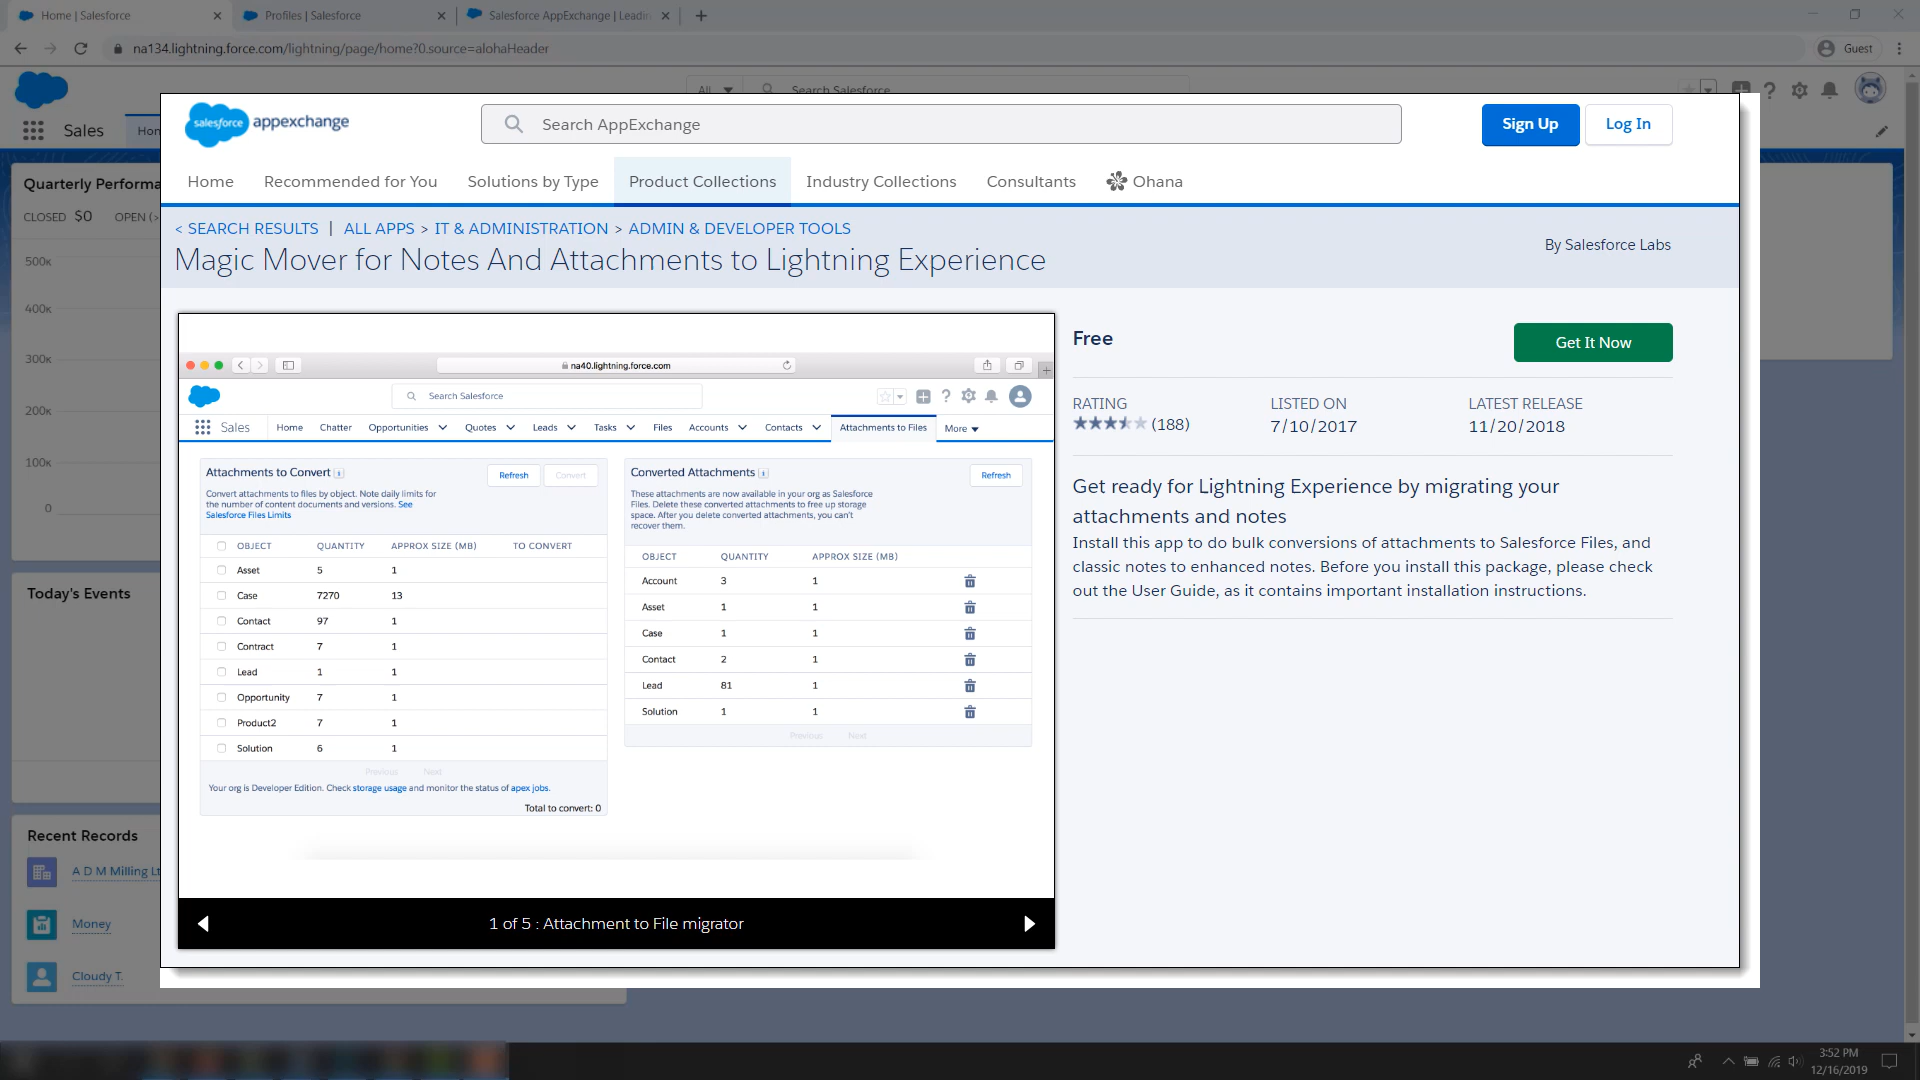 Home | Salesforce
Profiles | Salesforce
Salesforce AppExchange | Leadin
na134.lightning.force.com/lightning/page/home?0.source=alohaHeader
Guest
All
Search Salesforce
Sales
Hon
Quarterly Performa
CLOSED $0 OPEN (>
500K
400K
300K
200K
100K
0
Today's Events
Recent Records
A D M Milling Lt
Money
Cloudy T.
salesforce appexchange
Search AppExchange
Sign Up
Log In
Home
Recommended for You
Solutions by Type
Product Collections
Industry Collections
Consultants
Ohana
< SEARCH RESULTS | ALL APPS > IT & ADMINISTRATION > ADMIN & DEVELOPER TOOLS
Magic Mover for Notes And Attachments to Lightning Experience
By Salesforce Labs
na40.lightning.force.com
Search Salesforce
Sales
Home
Chatter
Opportunities
Quotes
Leads
Tasks
Files
Accounts
Contacts
Attachments to Files
More
Attachments to Convert
Refresh
Convert
Convert attachments to files by object. Note daily limits for
the number of content documents and versions. See
Salesforce Files Limits
OBJECT QUANTITY APPROX SIZE (MB) TO CONVERT
Asset 5 1
Case 7270 13
Contact 97 1
Contract 7 1
Lead 1 1
Opportunity 7 1
Product2 7 1
Solution 6 1
Previous Next
Your org is Developer Edition. Check storage usage and monitor the status of apex jobs.
Total to convert: 0
Converted Attachments
Refresh
These attachments are now available in your org as Salesforce
Files. Delete these converted attachments to free up storage
space. After you delete converted attachments, you can't
recover them.
OBJECT QUANTITY APPROX SIZE (MB)
Account 3 1
Asset 1 1
Case 1 1
Contact 2 1
Lead 81 1
Solution 1 1
Previous Next
1 of 5 : Attachment to File migrator
Free
Get It Now
RATING
(188)
LISTED ON
7/10/2017
LATEST RELEASE
11/20/2018
Get ready for Lightning Experience by migrating your
attachments and notes
Install this app to do bulk conversions of attachments to Salesforce Files, and
classic notes to enhanced notes. Before you install this package, please check
out the User Guide, as it contains important installation instructions.
3:52 PM
12/16/2019